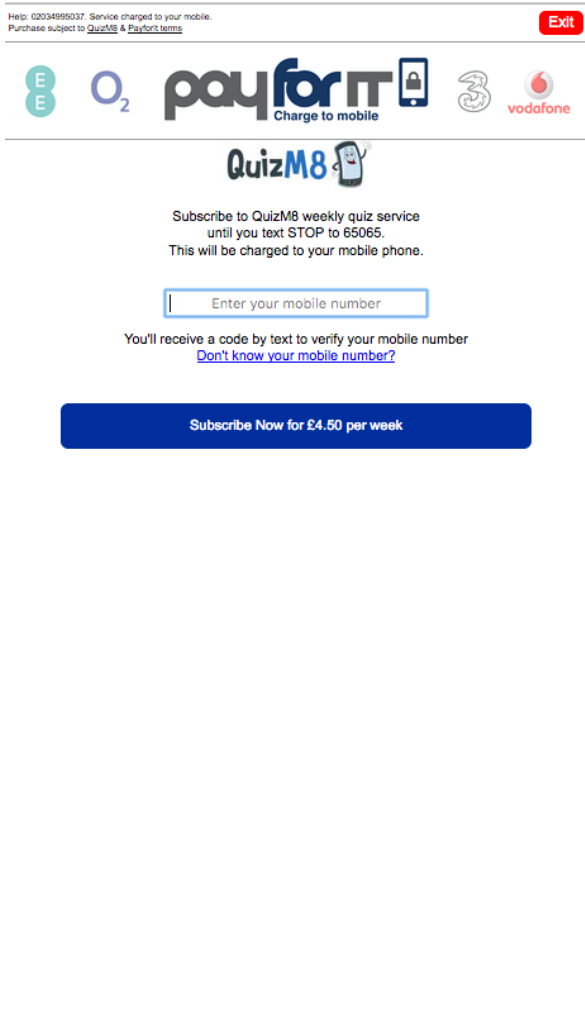 Help: 02034995037. Service charged to your mobile.
Purchase subject to QuizM8 & Payforit terms
Exit
EE
O2
payforIT
Charge to mobile
3
vodafone
QuizM8
Subscribe to QuizM8 weekly quiz service
until you text STOP to 65065.
This will be charged to your mobile phone.
Enter your mobile number
You'll receive a code by text to verify your mobile number
Don't know your mobile number?
Subscribe Now for £4.50 per week